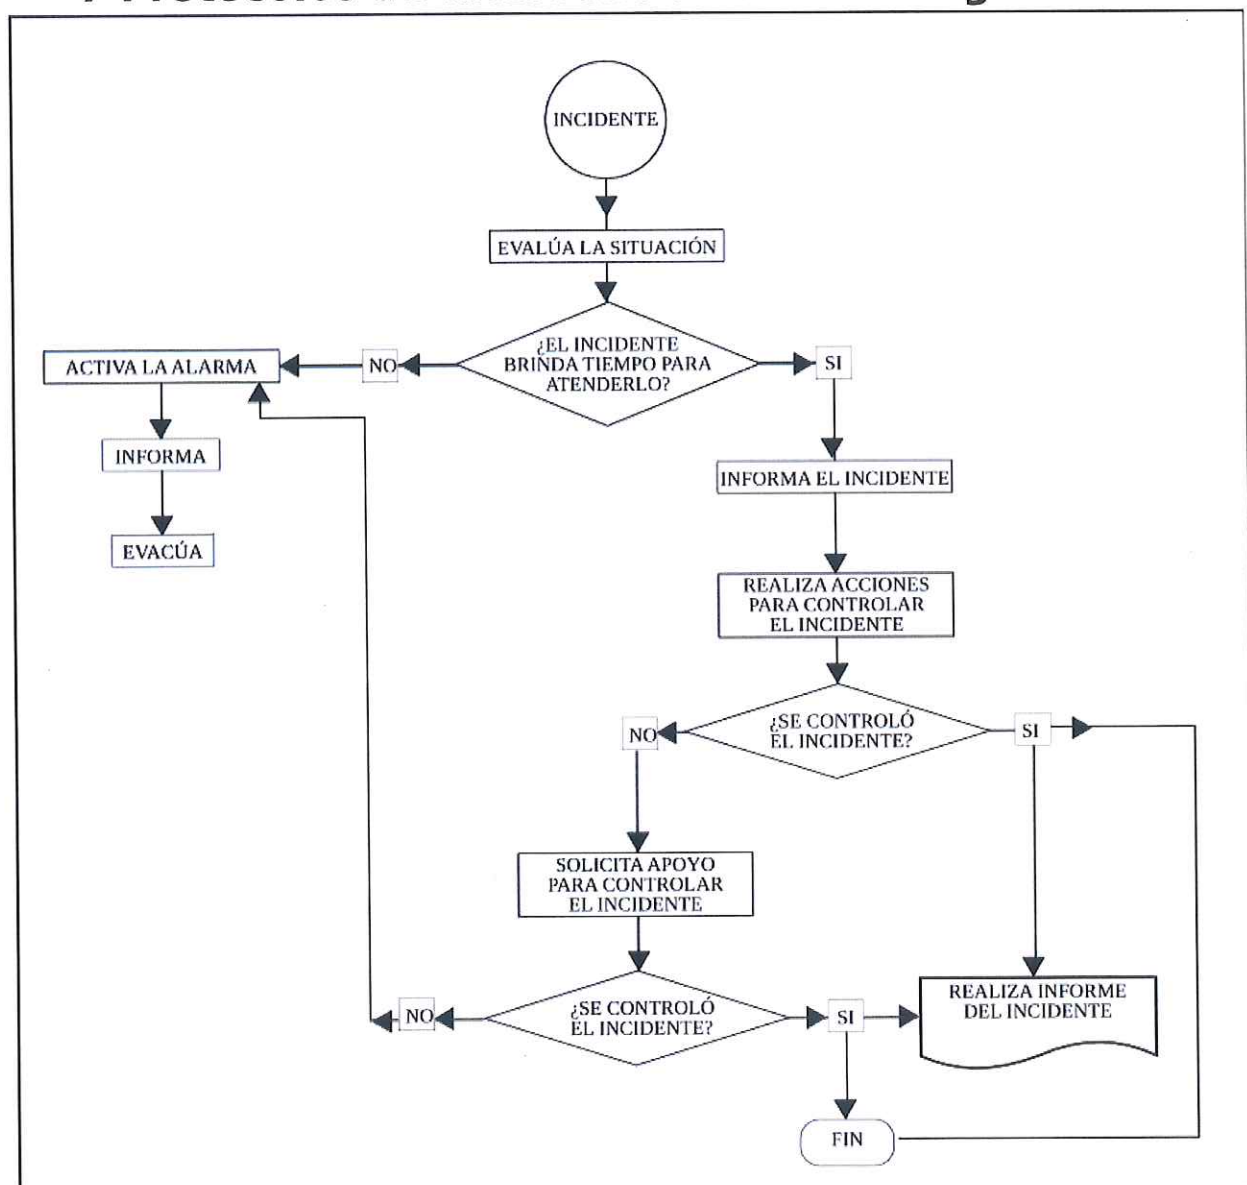 INCIDENTE
EVALÚA LA SITUACIÓN
¿EL INCIDENTE
BRINDA TIEMPO PARA
ATENDERLO?
NO
SI
ACTIVA LA ALARMA
INFORMA
EVACÚA
INFORMA EL INCIDENTE
REALIZA ACCIONES
PARA CONTROLAR
EL INCIDENTE
¿SE CONTROLÓ
EL INCIDENTE?
NO
SI
SOLICITA APOYO
PARA CONTROLAR
EL INCIDENTE
¿SE CONTROLÓ
EL INCIDENTE?
NO
SI
REALIZA INFORME
DEL INCIDENTE
FIN